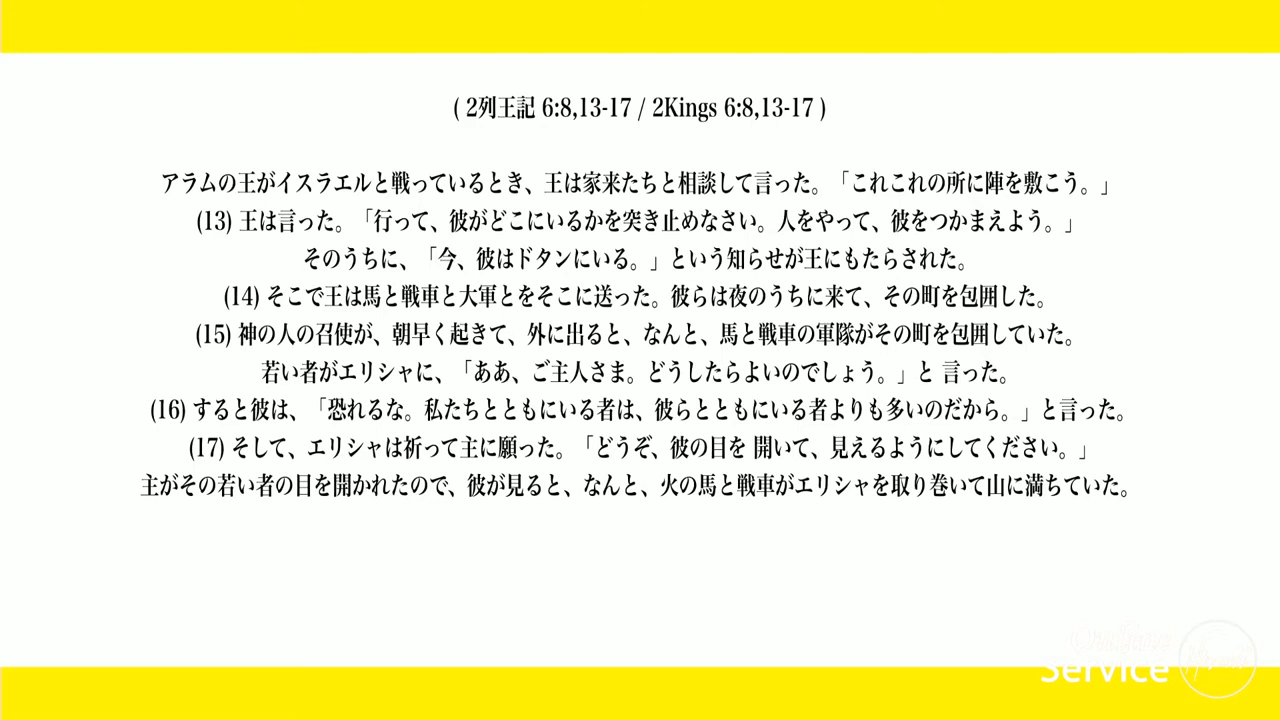 ( 2列王記 6:8,13-17 / 2Kings 6:8,13-17 )
アラムの王がイスラエルと戦っているとき、王は家来たちと相談して言った。「これこれの所に陣を敷こう。」
(13) 王は言った。「行って、彼がどこにいるかを突き止めなさい。人をやって、彼をつかまえよう。」
そのうちに、「今、彼はドタンにいる。」という知らせが王にもたらされた。
(14) そこで王は馬と戦車と大軍とをそこに送った。彼らは夜のうちに来て、その町を包囲した。
(15) 神の人の召使が、朝早く起きて、外に出ると、なんと、馬と戦車の軍隊がその町を包囲していた。
若い者がエリシャに、「ああ、ご主人さま。どうしたらよいのでしょう。」と 言った。
(16) すると彼は、「恐れるな。私たちとともにいる者は、彼らとともにいる者よりも多いのだから。」と言った。
(17) そして、エリシャは祈って主に願った。「どうぞ、彼の目を 開いて、見えるようにしてください。」
主がその若い者の目を開かれたので、彼が見ると、なんと、火の馬と戦車がエリシャを取り巻いて山に満ちていた。
Online
Service